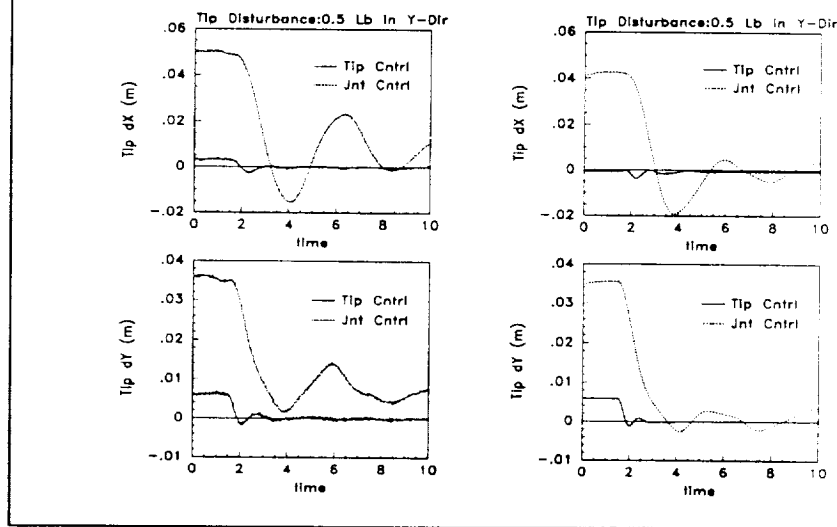 Tip Disturbance:0.5 Lb in Y-Dir
.06
.04
.02
0
-.02
Tip dX (m)
Tip Cntrl
Jnt Cntrl
0 2 4 6 8 10
time
Tip Disturbance:0.5 Lb in Y-Dir
.06
.04
.02
0
-.02
Tip dX (m)
Tip Cntrl
Jnt Cntrl
0 2 4 6 8 10
time
.04
.03
.02
.01
0
-.01
Tip dY (m)
Tip Cntrl
Jnt Cntrl
0 2 4 6 8 10
time
.04
.03
.02
.01
0
-.01
Tip dY (m)
Tip Cntrl
Jnt Cntrl
0 2 4 6 8 10
time